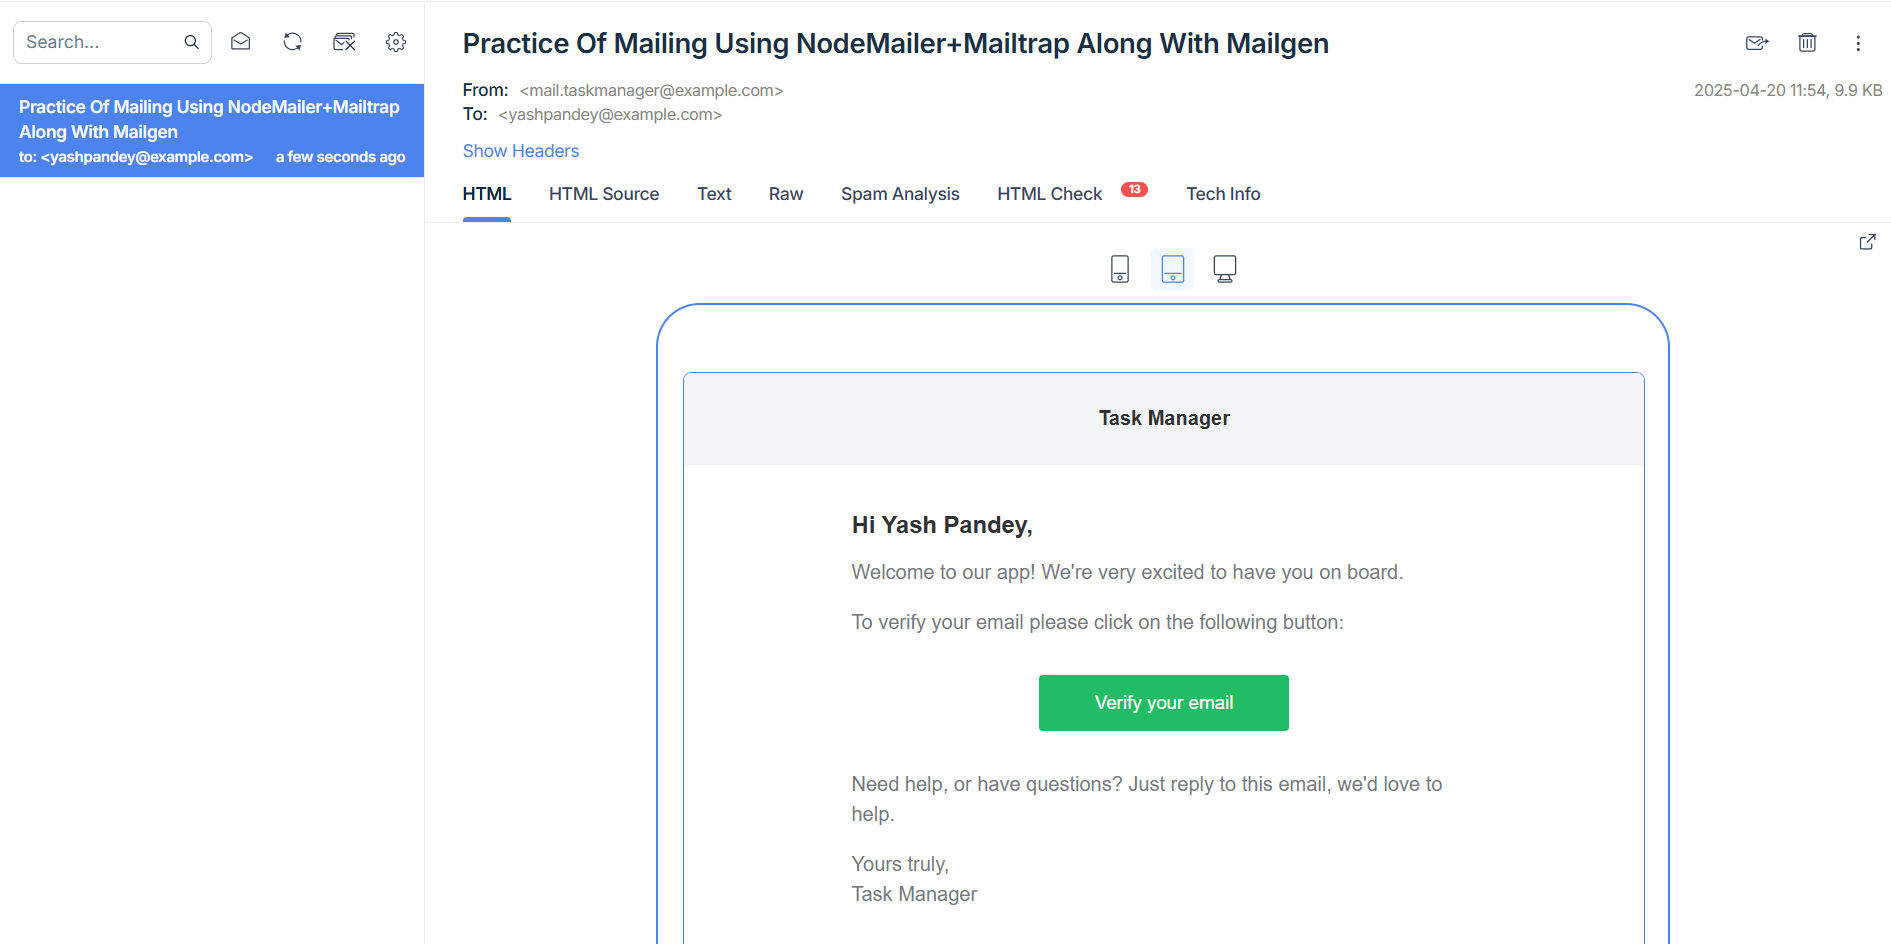 Search...
Practice Of Mailing Using NodeMailer+Mailtrap
Along With Mailgen
to: <yashpandey@example.com> a few seconds ago
Practice Of Mailing Using NodeMailer+Mailtrap Along With Mailgen
From: <mail.taskmanager@example.com>
2025-04-20 11:54, 9.9 KB
To: <yashpandey@example.com>
Show Headers
HTML HTML Source Text Raw Spam Analysis HTML Check 13 Tech Info
Task Manager
Hi Yash Pandey,
Welcome to our app! We're very excited to have you on board.
To verify your email please click on the following button:
Verify your email
Need help, or have questions? Just reply to this email, we'd love to
help.
Yours truly,
Task Manager